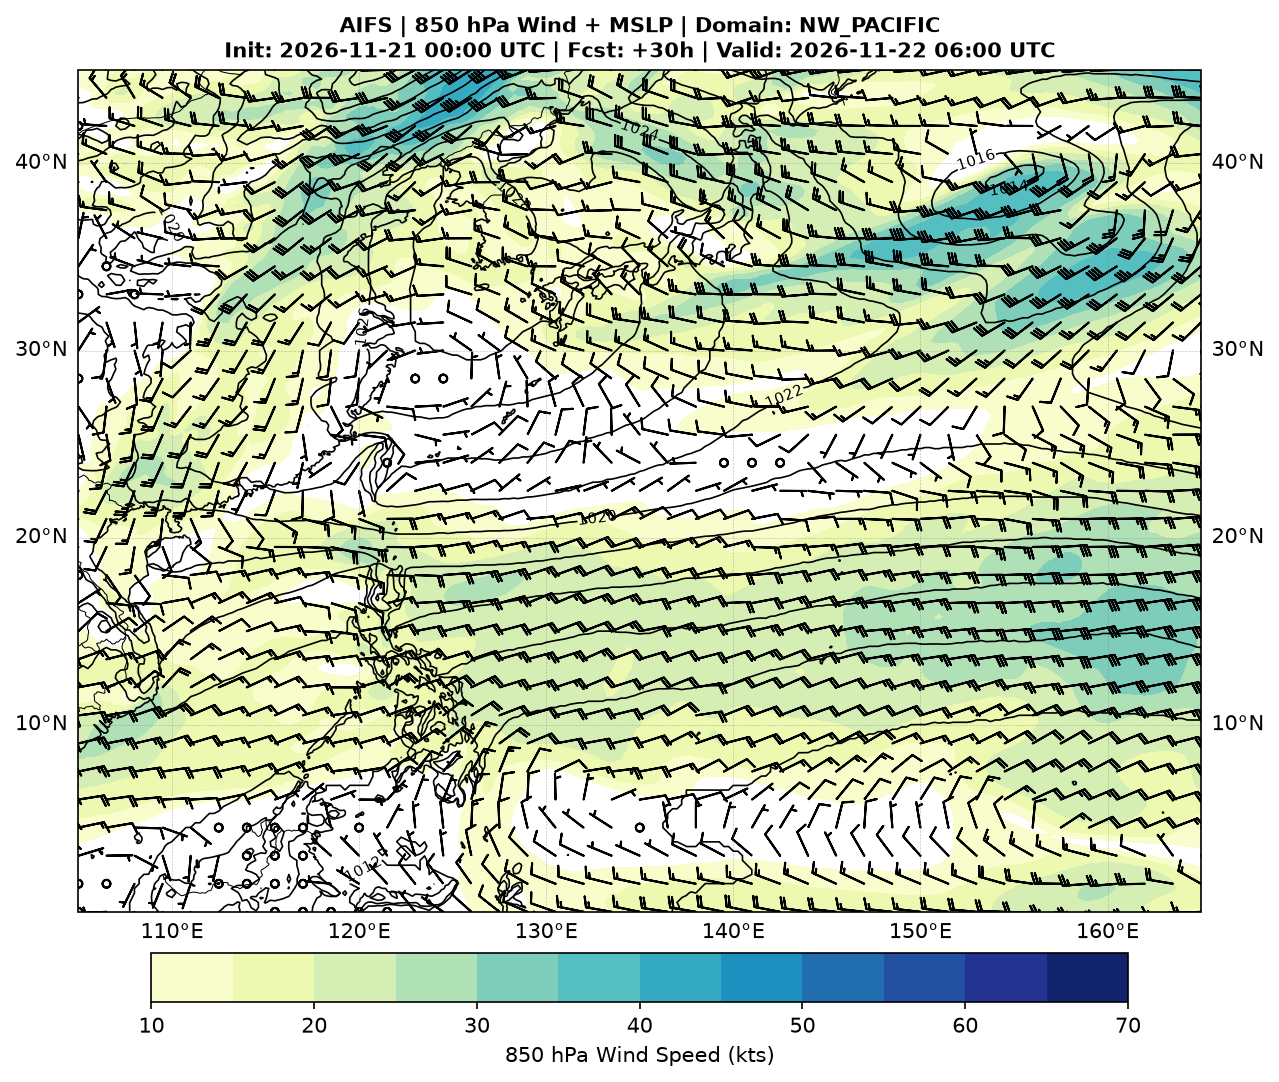 AIFS | 850 hPa Wind + MSLP | Domain: NW_PACIFIC
Init: 2026-11-21 00:00 UTC | Fcst: +30h | Valid: 2026-11-22 06:00 UTC
1024
1016
40°N
40°N
30°N
30°N
1022
1020
20°N
20°N
10°N
10°N
1012
110°E
120°E
130°E
140°E
150°E
160°E
10
20
30
40
50
60
70
850 hPa Wind Speed (kts)